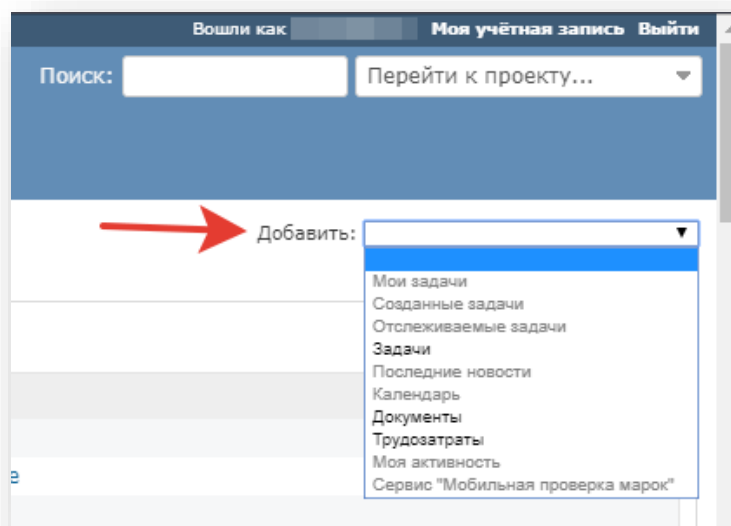 Вошли как Моя учётная запись Выйти
Поиск: Перейти к проекту...
Добавить:
Мои задачи
Созданные задачи
Отслеживаемые задачи
Задачи
Последние новости
Календарь
Документы
Трудозатраты
Моя активность
Сервис "Мобильная проверка марок"
е